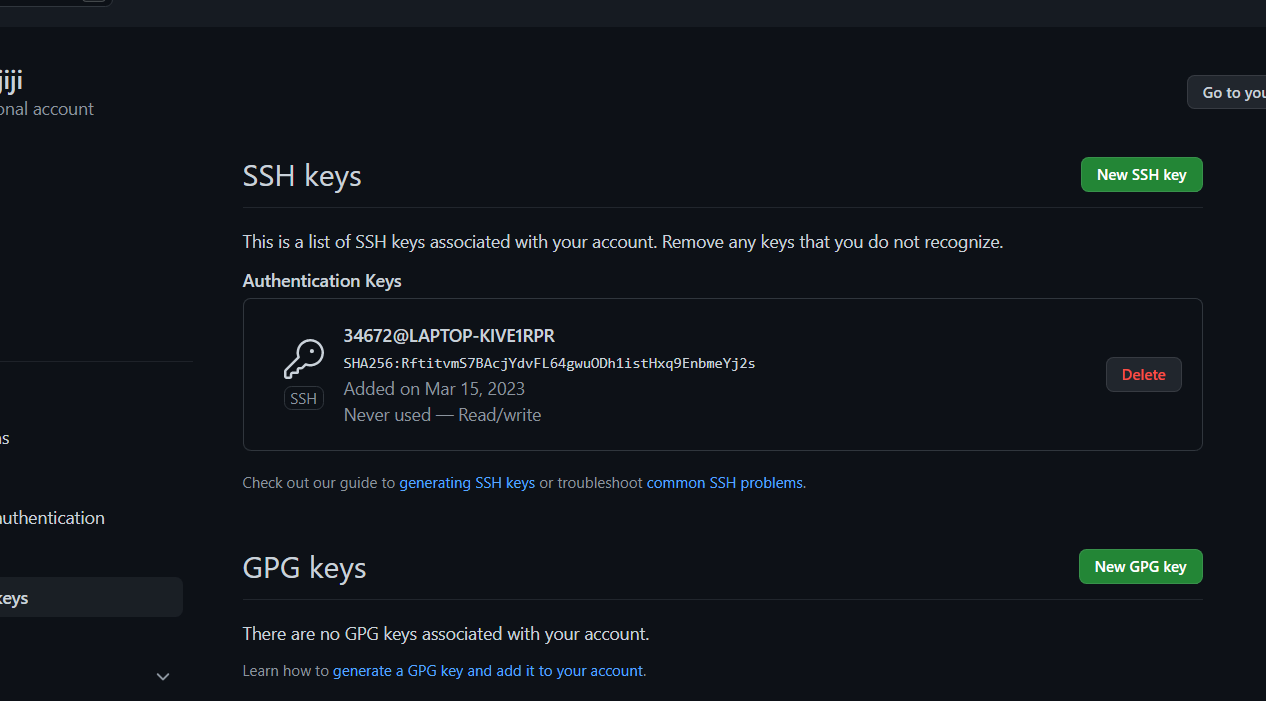 jiji
onal account
Go to you
SSH keys
New SSH key
This is a list of SSH keys associated with your account. Remove any keys that you do not recognize.
Authentication Keys
34672@LAPTOP-KIVE1RPR
SHA256:RftitvmS7BAcjYdvFL64gwuODh1istHxq9EnbmeYj2s
Added on Mar 15, 2023
Never used — Read/write
SSH
Delete
Check out our guide to generating SSH keys or troubleshoot common SSH problems.
uthentication
GPG keys
New GPG key
keys
There are no GPG keys associated with your account.
Learn how to generate a GPG key and add it to your account.